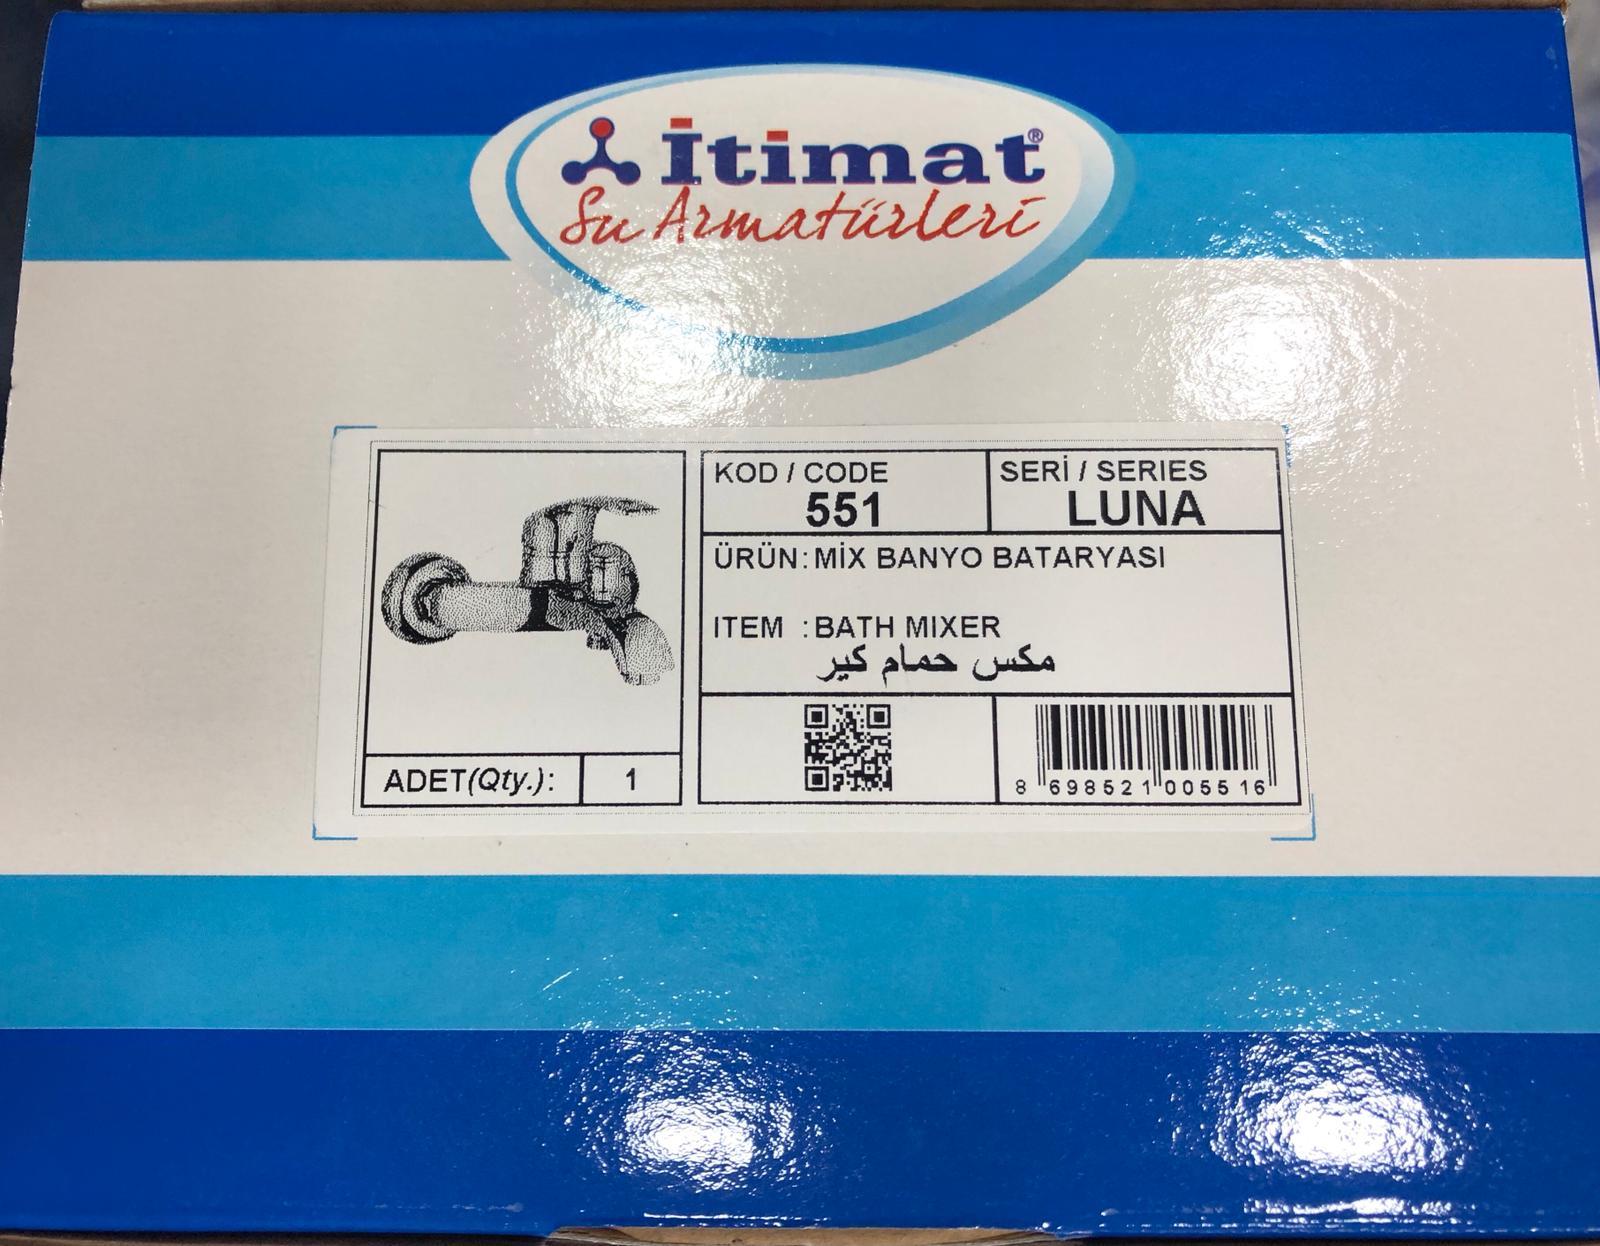 İtimat®
Su Armatürleri
KOD / CODE
551
SERİ / SERIES
LUNA
ÜRÜN: MİX BANYO BATARYASI
ITEM : BATH MIXER
مكس حمام كير
ADET(Qty.): 1
8 698521 005516